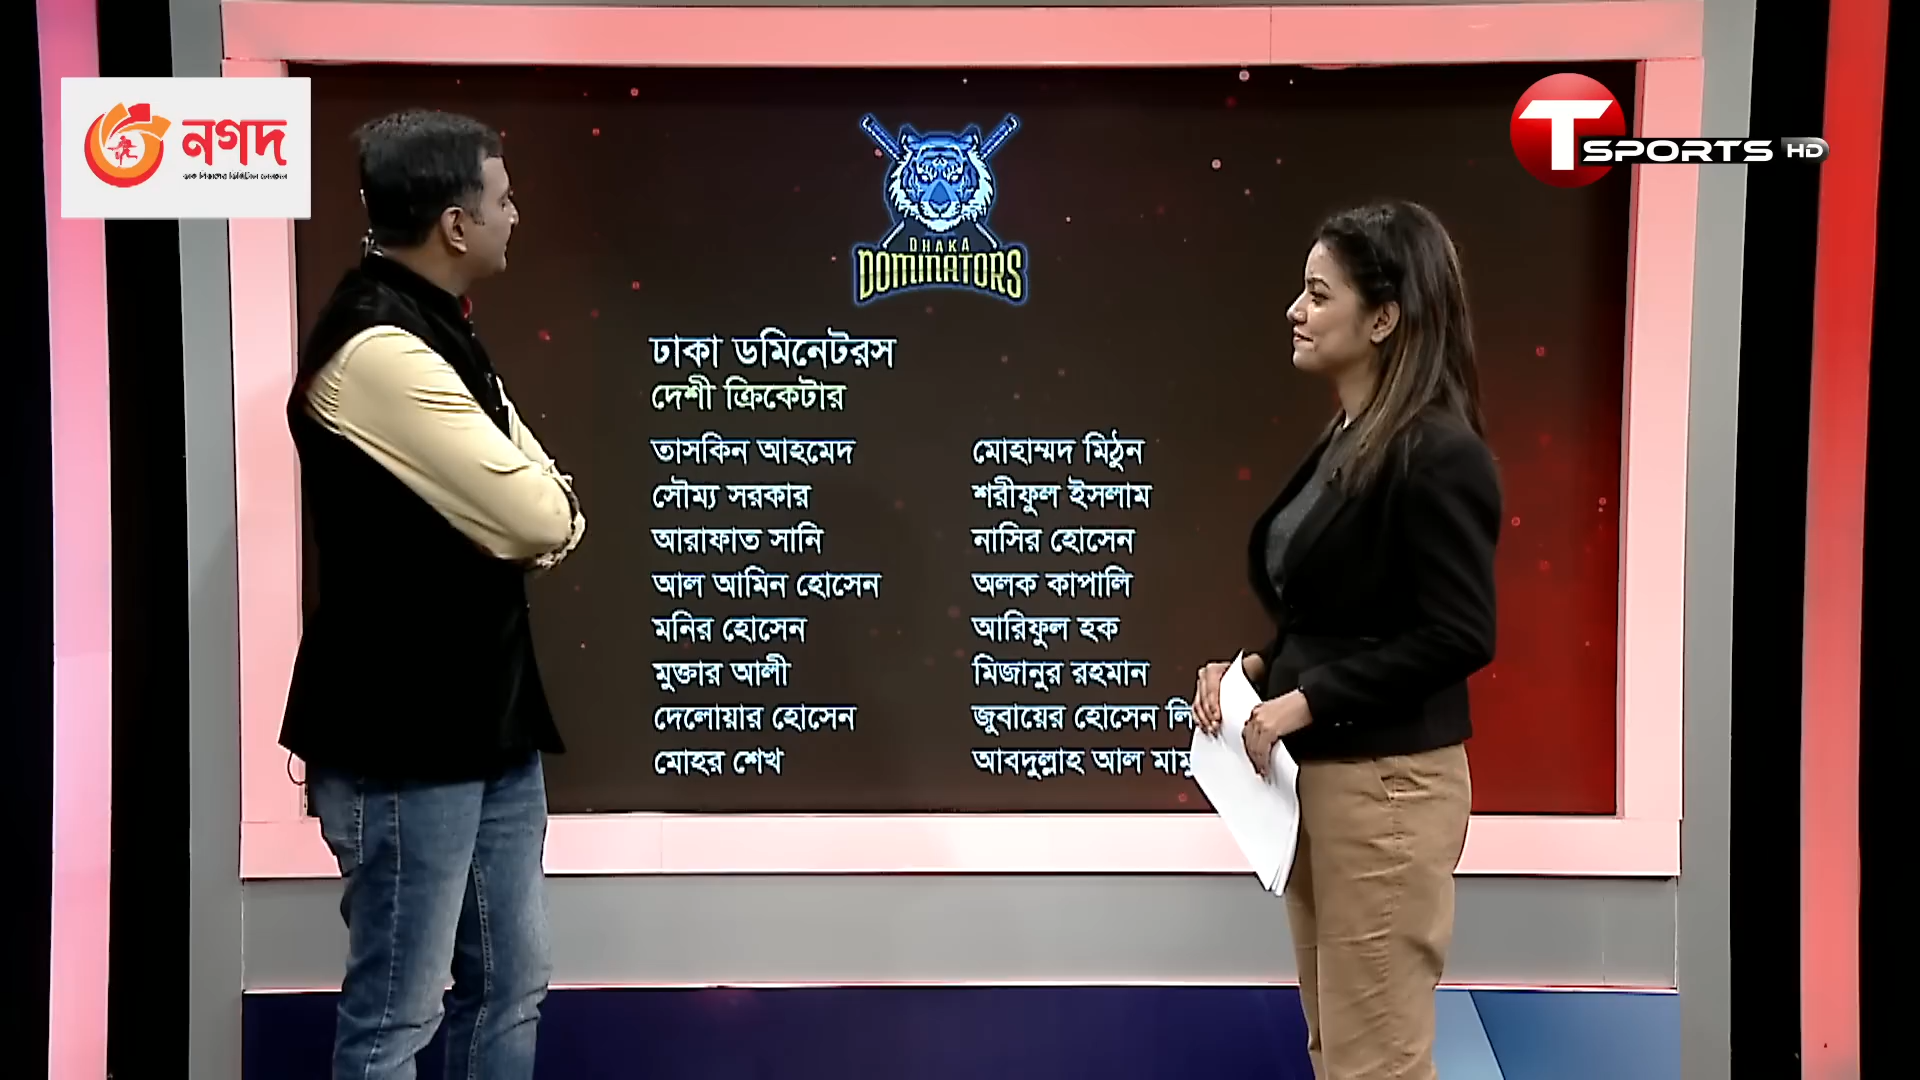 নগদ
T SPORTS HD
DHAKA
DOMINATORS
ঢাকা ডমিনেটরস
দেশী ক্রিকেটার
তাসকিন আহমেদ
সৌম্য সরকার
আরাফাত সানি
আল আমিন হোসেন
মনির হোসেন
মুক্তার আলী
দেলোয়ার হোসেন
মোহর শেখ
মোহাম্মদ মিঠুন
শরীফুল ইসলাম
নাসির হোসেন
অলক কাপালি
আরিফুল হক
মিজানুর রহমান
জুবায়ের হোসেন
আবদুল্লাহ আল